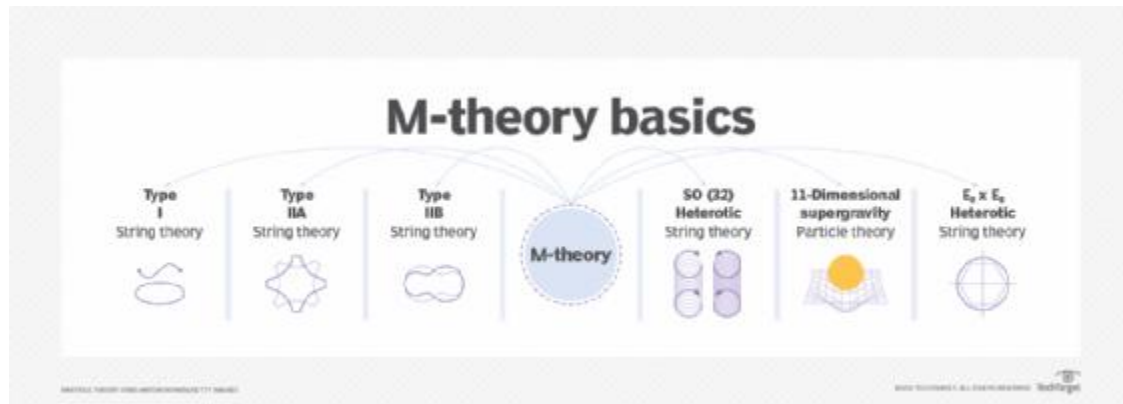 M-theory basics
Type
I
String theory
Type
IIA
String theory
Type
IIB
String theory
M-theory
SO (32)
Heterotic
String theory
11-Dimensional
supergravity
Particle theory
E₈ x E₈
Heterotic
String theory
TechTarget